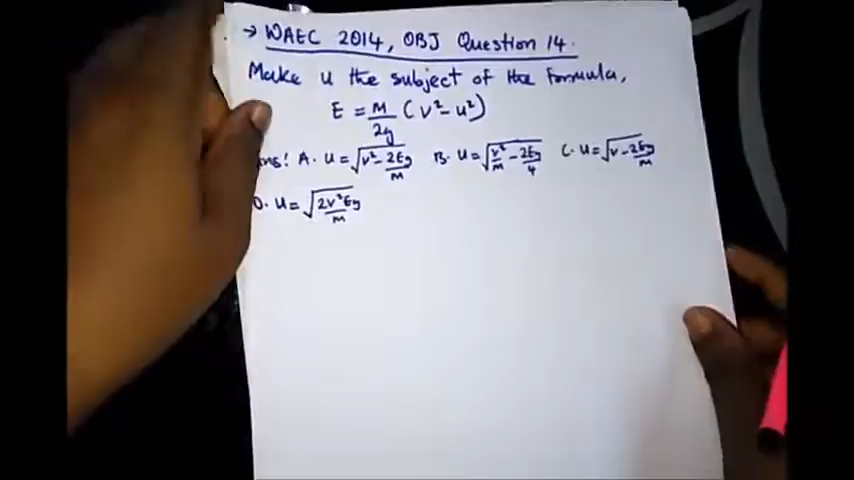 → WAEC 2014, OBJ Question 14.
Make u the subject of the formula,
E = M/2g (v² - u²)
Ans: A. u = √(v² - 2Eg/M) B. u = √(v²/M - 2Eg/4) C. u = √(v - 2Eg/M)
D. u = √(2v²Eg/M)